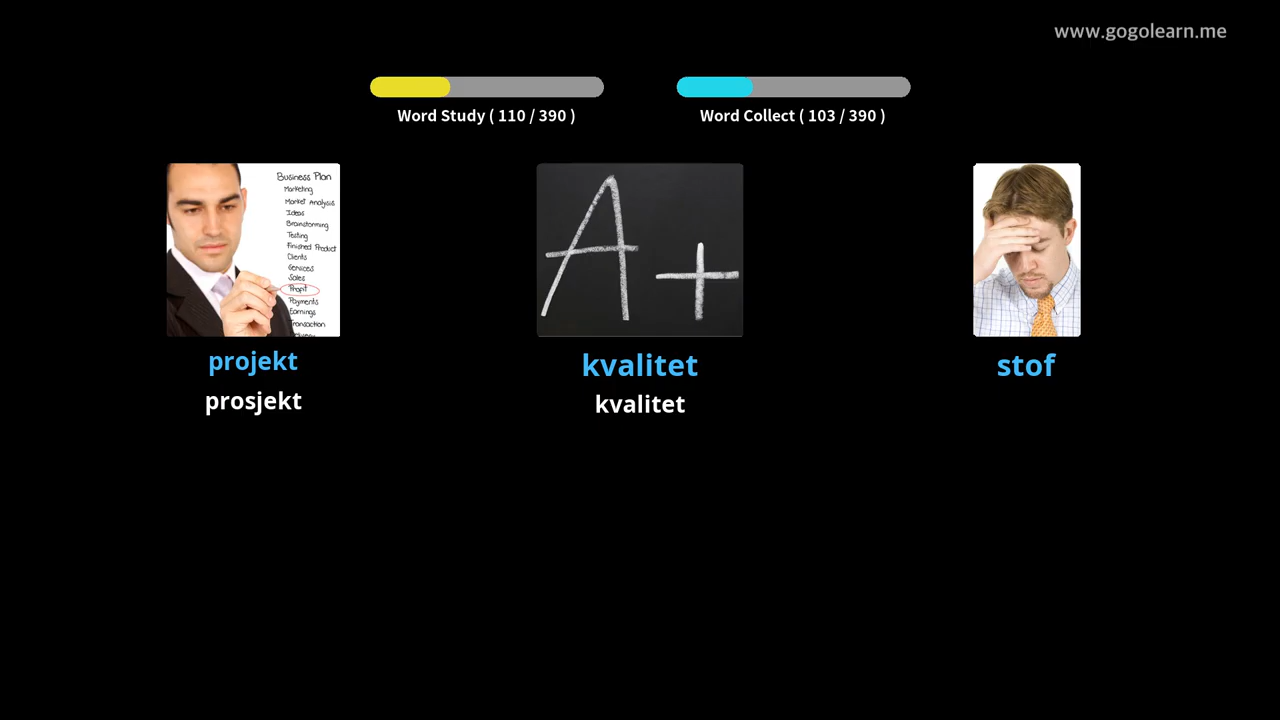 www.gogolearn.me
Word Study ( 110 / 390 )
Word Collect ( 103 / 390 )
Business Plan
Marketing
Market Analysis
Ideas
Brainstorming
Testing
Finished Product
Clients
Services
Sales
Profit
Payments
Earnings
Transaction
Delivery
A+
projekt
kvalitet
stof
prosjekt
kvalitet